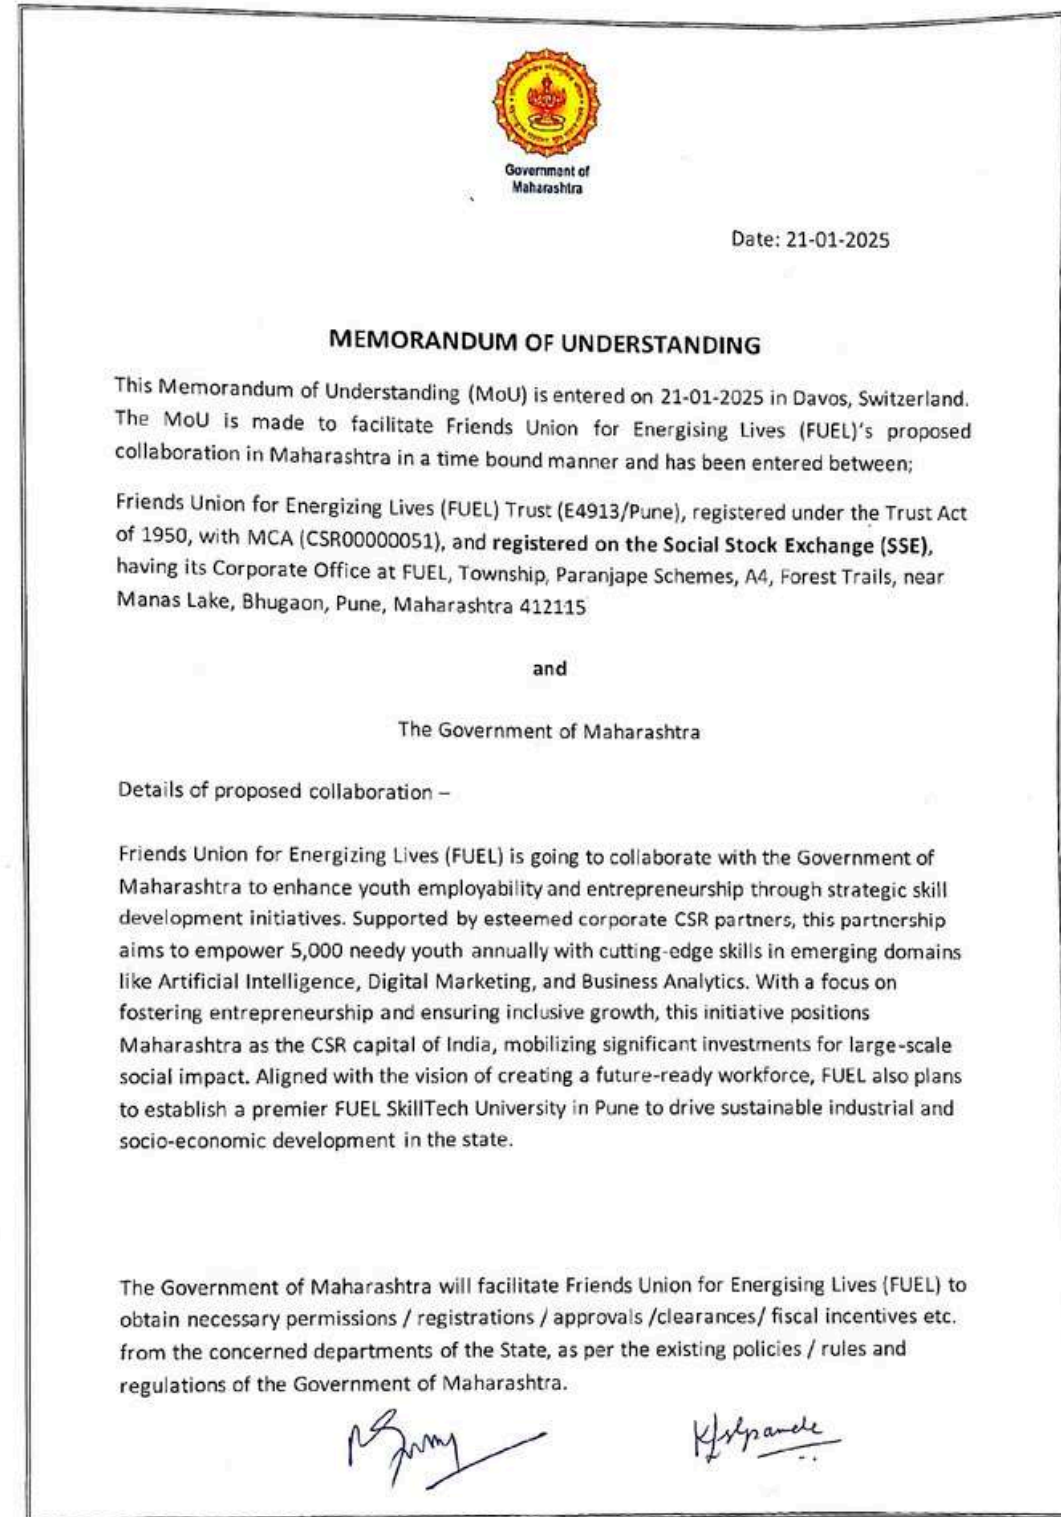 Government of
Maharashtra
Date: 21-01-2025
MEMORANDUM OF UNDERSTANDING
This Memorandum of Understanding (MoU) is entered on 21-01-2025 in Davos, Switzerland.
The MoU is made to facilitate Friends Union for Energising Lives (FUEL)'s proposed
collaboration in Maharashtra in a time bound manner and has been entered between;
Friends Union for Energizing Lives (FUEL) Trust (E4913/Pune), registered under the Trust Act
of 1950, with MCA (CSR00000051), and registered on the Social Stock Exchange (SSE),
having its Corporate Office at FUEL, Township, Paranjape Schemes, A4, Forest Trails, near
Manas Lake, Bhugaon, Pune, Maharashtra 412115
and
The Government of Maharashtra
Details of proposed collaboration –
Friends Union for Energizing Lives (FUEL) is going to collaborate with the Government of
Maharashtra to enhance youth employability and entrepreneurship through strategic skill
development initiatives. Supported by esteemed corporate CSR partners, this partnership
aims to empower 5,000 needy youth annually with cutting-edge skills in emerging domains
like Artificial Intelligence, Digital Marketing, and Business Analytics. With a focus on
fostering entrepreneurship and ensuring inclusive growth, this initiative positions
Maharashtra as the CSR capital of India, mobilizing significant investments for large-scale
social impact. Aligned with the vision of creating a future-ready workforce, FUEL also plans
to establish a premier FUEL SkillTech University in Pune to drive sustainable industrial and
socio-economic development in the state.
The Government of Maharashtra will facilitate Friends Union for Energising Lives (FUEL) to
obtain necessary permissions / registrations / approvals /clearances/ fiscal incentives etc.
from the concerned departments of the State, as per the existing policies / rules and
regulations of the Government of Maharashtra.